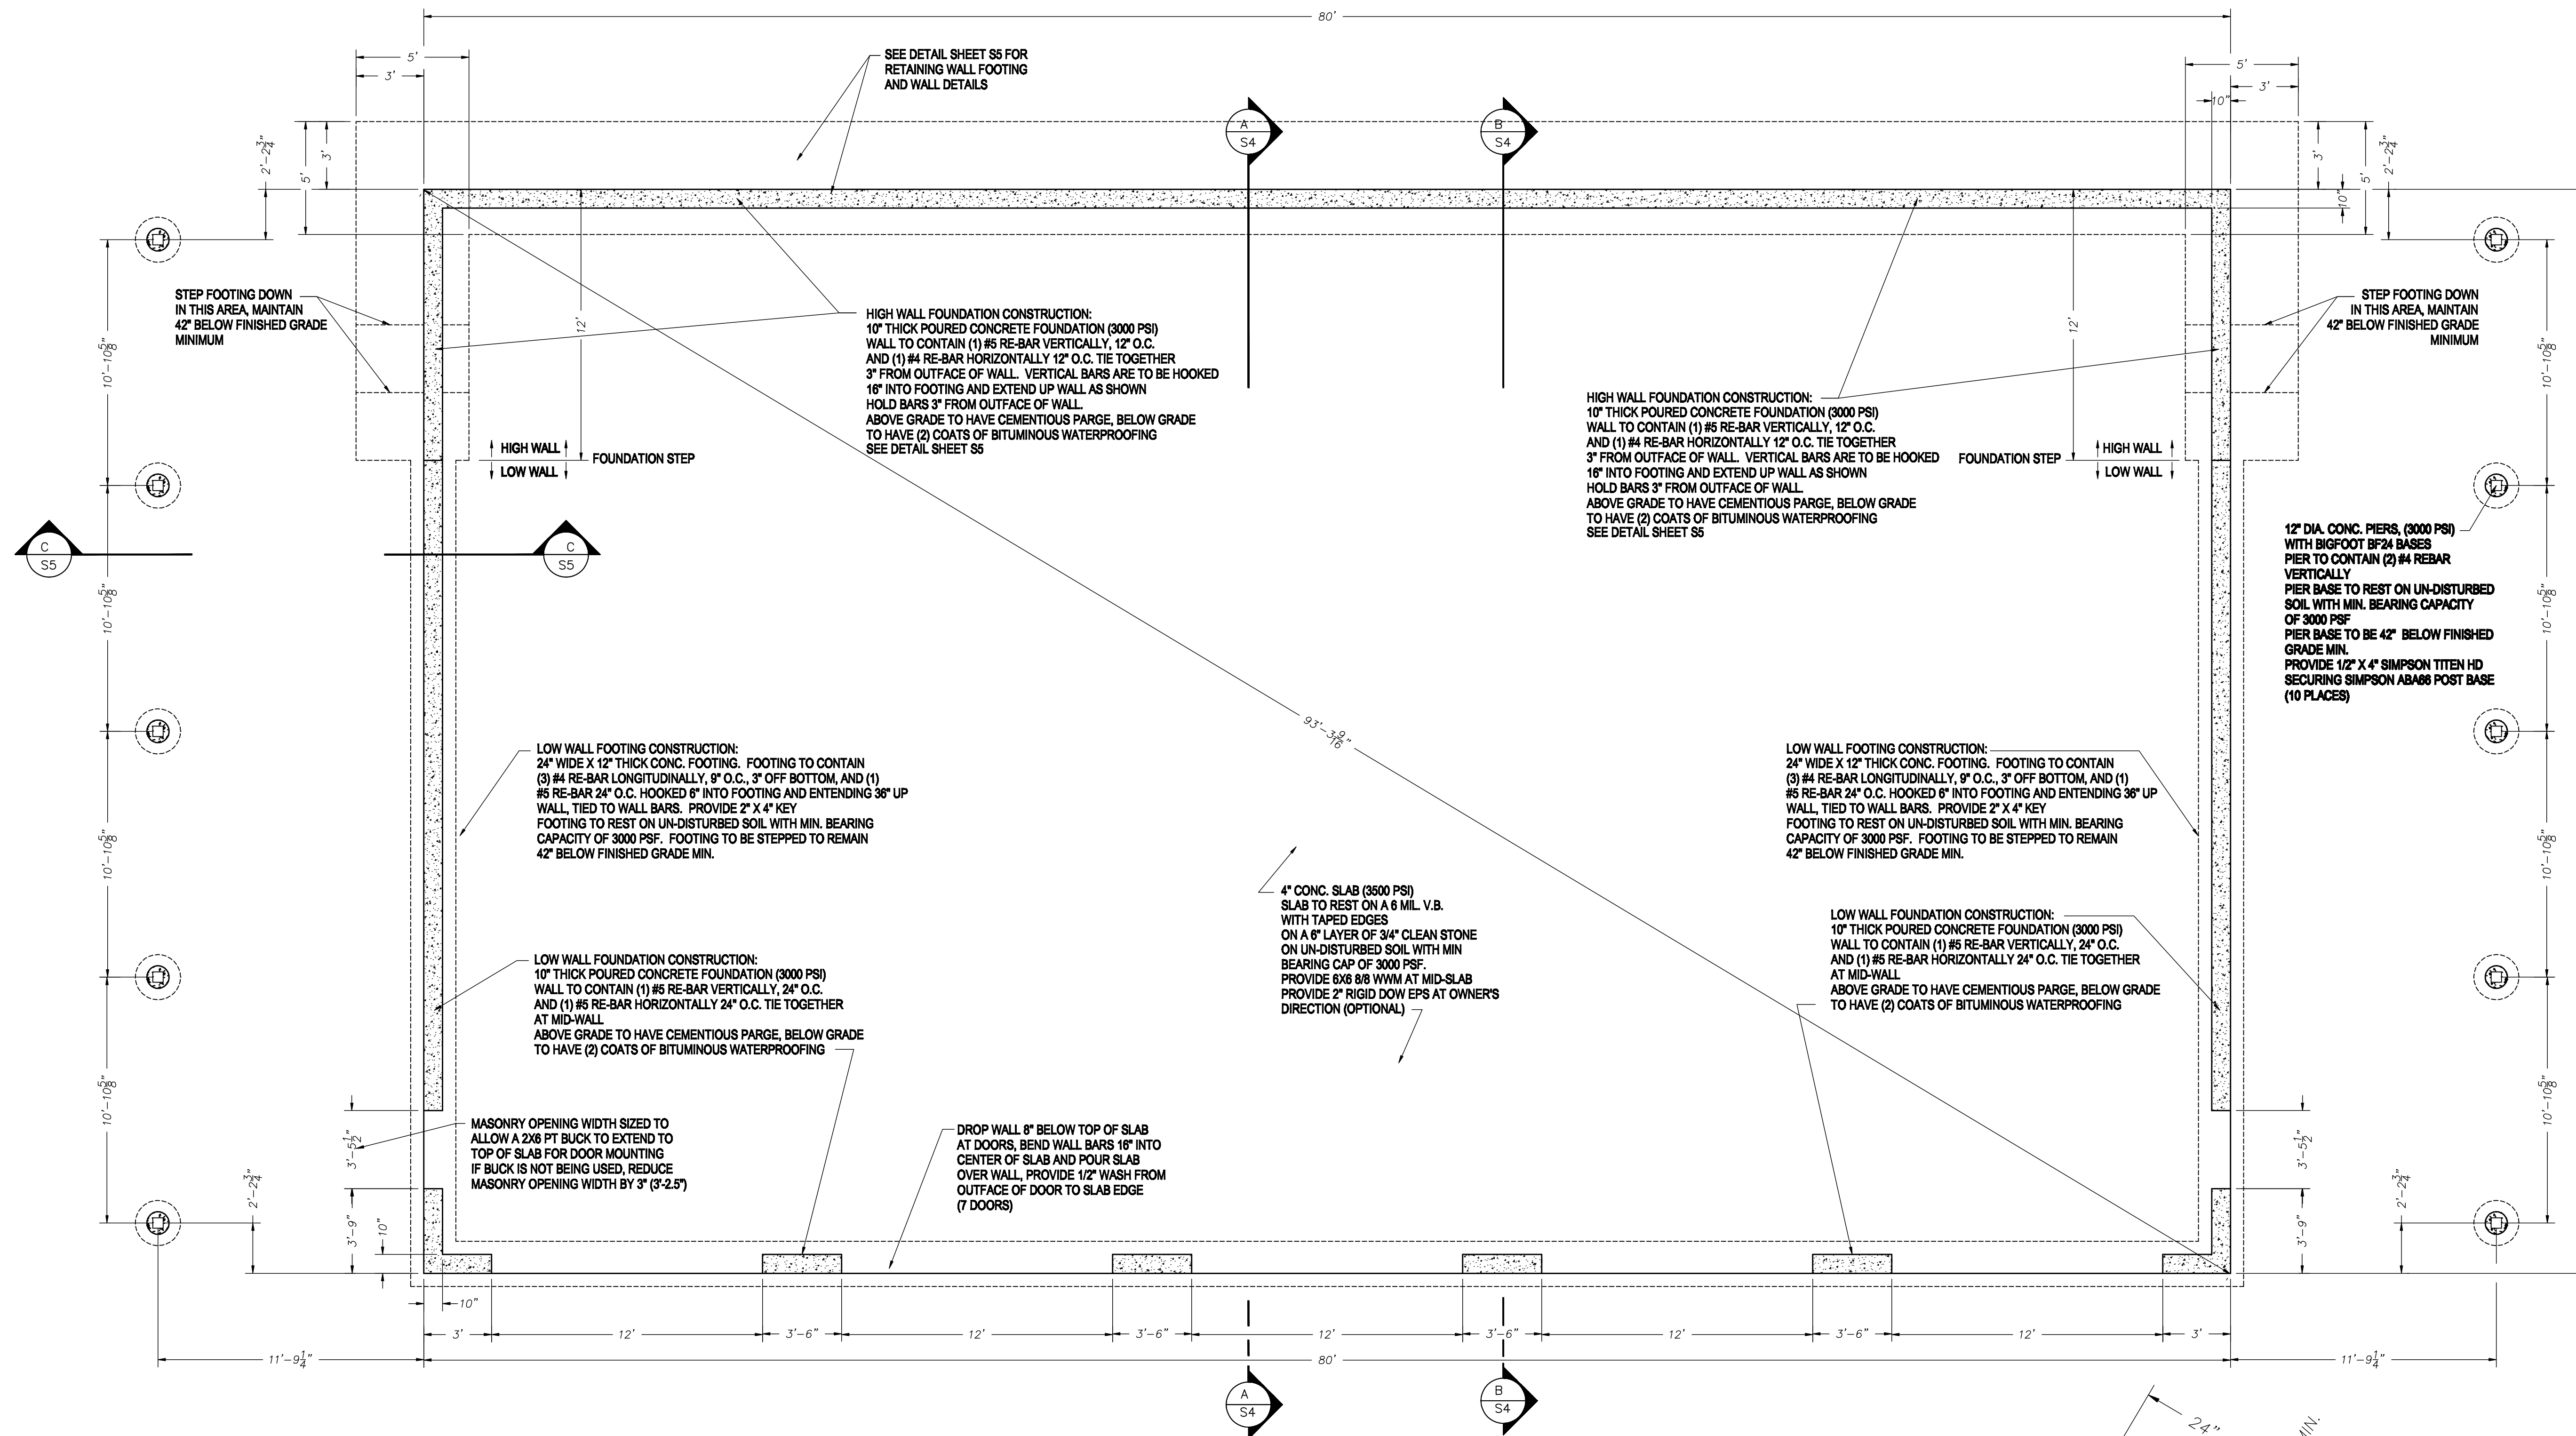 80'
5'
3'
SEE DETAIL SHEET S5 FOR
RETAINING WALL FOOTING
AND WALL DETAILS
5'
3'
10"
A
S4
B
S4
2'-2 3/4"
5'
3'
3'
5'
2'-2 3/4"
10"
STEP FOOTING DOWN
IN THIS AREA, MAINTAIN
42" BELOW FINISHED GRADE
MINIMUM
12'
HIGH WALL FOUNDATION CONSTRUCTION:
10" THICK POURED CONCRETE FOUNDATION (3000 PSI)
WALL TO CONTAIN (1) #5 RE-BAR VERTICALLY, 12" O.C.
AND (1) #4 RE-BAR HORIZONTALLY 12" O.C. TIE TOGETHER
3" FROM OUTFACE OF WALL. VERTICAL BARS ARE TO BE HOOKED
16" INTO FOOTING AND EXTEND UP WALL AS SHOWN
HOLD BARS 3" FROM OUTFACE OF WALL.
ABOVE GRADE TO HAVE CEMENTIOUS PARGE, BELOW GRADE
TO HAVE (2) COATS OF BITUMINOUS WATERPROOFING
SEE DETAIL SHEET S5
12'
STEP FOOTING DOWN
IN THIS AREA, MAINTAIN
42" BELOW FINISHED GRADE
MINIMUM
HIGH WALL FOUNDATION CONSTRUCTION:
10" THICK POURED CONCRETE FOUNDATION (3000 PSI)
WALL TO CONTAIN (1) #5 RE-BAR VERTICALLY, 12" O.C.
AND (1) #4 RE-BAR HORIZONTALLY 12" O.C. TIE TOGETHER
3" FROM OUTFACE OF WALL. VERTICAL BARS ARE TO BE HOOKED
16" INTO FOOTING AND EXTEND UP WALL AS SHOWN
HOLD BARS 3" FROM OUTFACE OF WALL.
ABOVE GRADE TO HAVE CEMENTIOUS PARGE, BELOW GRADE
TO HAVE (2) COATS OF BITUMINOUS WATERPROOFING
SEE DETAIL SHEET S5
10'-10 5/8"
10'-10 5/8"
HIGH WALL
LOW WALL
FOUNDATION STEP
FOUNDATION STEP
HIGH WALL
LOW WALL
C
S5
C
S5
12" DIA. CONC. PIERS, (3000 PSI)
WITH BIGFOOT BF24 BASES
PIER TO CONTAIN (2) #4 REBAR
VERTICALLY
PIER BASE TO REST ON UN-DISTURBED
SOIL WITH MIN. BEARING CAPACITY
OF 3000 PSF
PIER BASE TO BE 42" BELOW FINISHED
GRADE MIN.
PROVIDE 1/2" X 4" SIMPSON TITEN HD
SECURING SIMPSON ABA66 POST BASE
(10 PLACES)
10'-10 5/8"
10'-10 5/8"
93'-3 9/16"
LOW WALL FOOTING CONSTRUCTION:
24" WIDE X 12" THICK CONC. FOOTING. FOOTING TO CONTAIN
(3) #4 RE-BAR LONGITUDINALLY, 9" O.C., 3" OFF BOTTOM, AND (1)
#5 RE-BAR 24" O.C. HOOKED 6" INTO FOOTING AND ENTENDING 36" UP
WALL, TIED TO WALL BARS. PROVIDE 2" X 4" KEY
FOOTING TO REST ON UN-DISTURBED SOIL WITH MIN. BEARING
CAPACITY OF 3000 PSF. FOOTING TO BE STEPPED TO REMAIN
42" BELOW FINISHED GRADE MIN.
LOW WALL FOOTING CONSTRUCTION:
24" WIDE X 12" THICK CONC. FOOTING. FOOTING TO CONTAIN
(3) #4 RE-BAR LONGITUDINALLY, 9" O.C., 3" OFF BOTTOM, AND (1)
#5 RE-BAR 24" O.C. HOOKED 6" INTO FOOTING AND ENTENDING 36" UP
WALL, TIED TO WALL BARS. PROVIDE 2" X 4" KEY
FOOTING TO REST ON UN-DISTURBED SOIL WITH MIN. BEARING
CAPACITY OF 3000 PSF. FOOTING TO BE STEPPED TO REMAIN
42" BELOW FINISHED GRADE MIN.
10'-10 5/8"
10'-10 5/8"
4" CONC. SLAB (3500 PSI)
SLAB TO REST ON A 6 MIL. V.B.
WITH TAPED EDGES
ON A 6" LAYER OF 3/4" CLEAN STONE
ON UN-DISTURBED SOIL WITH MIN
BEARING CAP OF 3000 PSF.
PROVIDE 6X6 8/8 WWM AT MID-SLAB
PROVIDE 2" RIGID DOW EPS AT OWNER'S
DIRECTION (OPTIONAL)
LOW WALL FOUNDATION CONSTRUCTION:
10" THICK POURED CONCRETE FOUNDATION (3000 PSI)
WALL TO CONTAIN (1) #5 RE-BAR VERTICALLY, 24" O.C.
AND (1) #5 RE-BAR HORIZONTALLY 24" O.C. TIE TOGETHER
AT MID-WALL
ABOVE GRADE TO HAVE CEMENTIOUS PARGE, BELOW GRADE
TO HAVE (2) COATS OF BITUMINOUS WATERPROOFING
LOW WALL FOUNDATION CONSTRUCTION:
10" THICK POURED CONCRETE FOUNDATION (3000 PSI)
WALL TO CONTAIN (1) #5 RE-BAR VERTICALLY, 24" O.C.
AND (1) #5 RE-BAR HORIZONTALLY 24" O.C. TIE TOGETHER
AT MID-WALL
ABOVE GRADE TO HAVE CEMENTIOUS PARGE, BELOW GRADE
TO HAVE (2) COATS OF BITUMINOUS WATERPROOFING
10'-10 5/8"
10'-10 5/8"
MASONRY OPENING WIDTH SIZED TO
ALLOW A 2X6 PT BUCK TO EXTEND TO
TOP OF SLAB FOR DOOR MOUNTING
IF BUCK IS NOT BEING USED, REDUCE
MASONRY OPENING WIDTH BY 3" (3'-2.5")
DROP WALL 8" BELOW TOP OF SLAB
AT DOORS, BEND WALL BARS 16" INTO
CENTER OF SLAB AND POUR SLAB
OVER WALL, PROVIDE 1/2" WASH FROM
OUTFACE OF DOOR TO SLAB EDGE
(7 DOORS)
3'-5 1/2"
3'-5 1/2"
2'-2 3/4"
3'-9"
10"
3'-9"
2'-2 3/4"
10"
3'
12'
3'-6"
12'
3'-6"
12'
3'-6"
12'
3'-6"
12'
3'
11'-9 1/4"
80'
11'-9 1/4"
A
S4
B
S4
24"